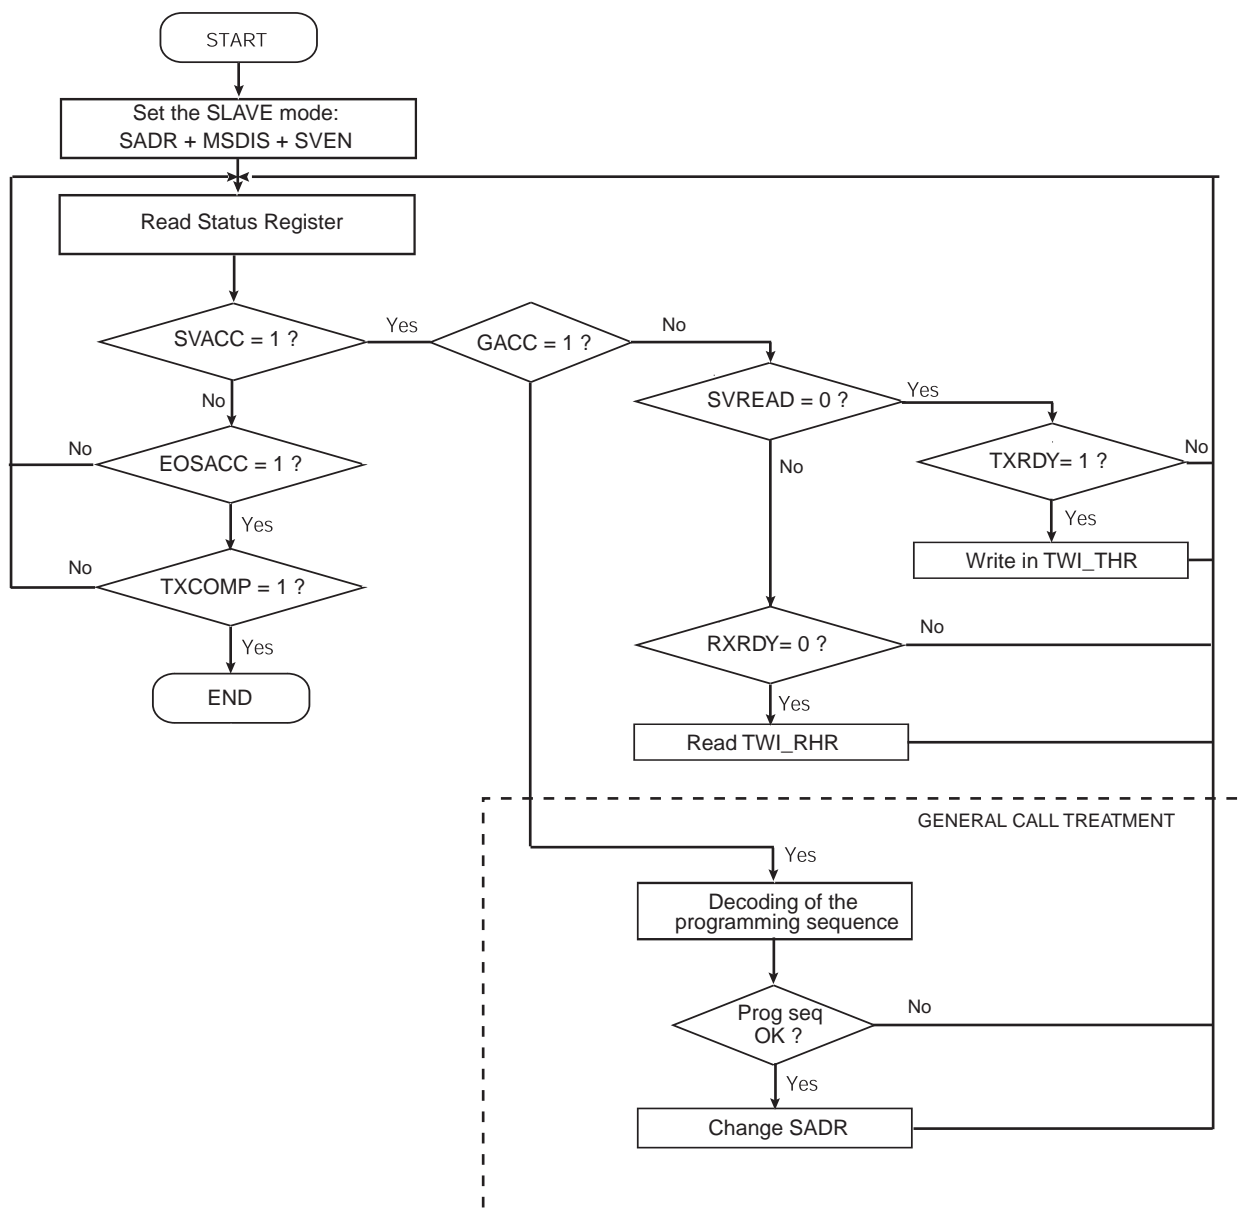 START
Set the SLAVE mode:
SADR + MSDIS + SVEN
Read Status Register
SVACC = 1 ?
Yes
GACC = 1 ?
No
SVREAD = 0 ?
Yes
No
EOSACC = 1 ?
No
TXRDY= 1 ?
No
No
Yes
Yes
Write in TWI_THR
TXCOMP = 1 ?
No
RXRDY= 0 ?
No
Yes
END
Yes
Read TWI_RHR
GENERAL CALL TREATMENT
Yes
Decoding of the
programming sequence
Prog seq
OK ?
No
Yes
Change SADR